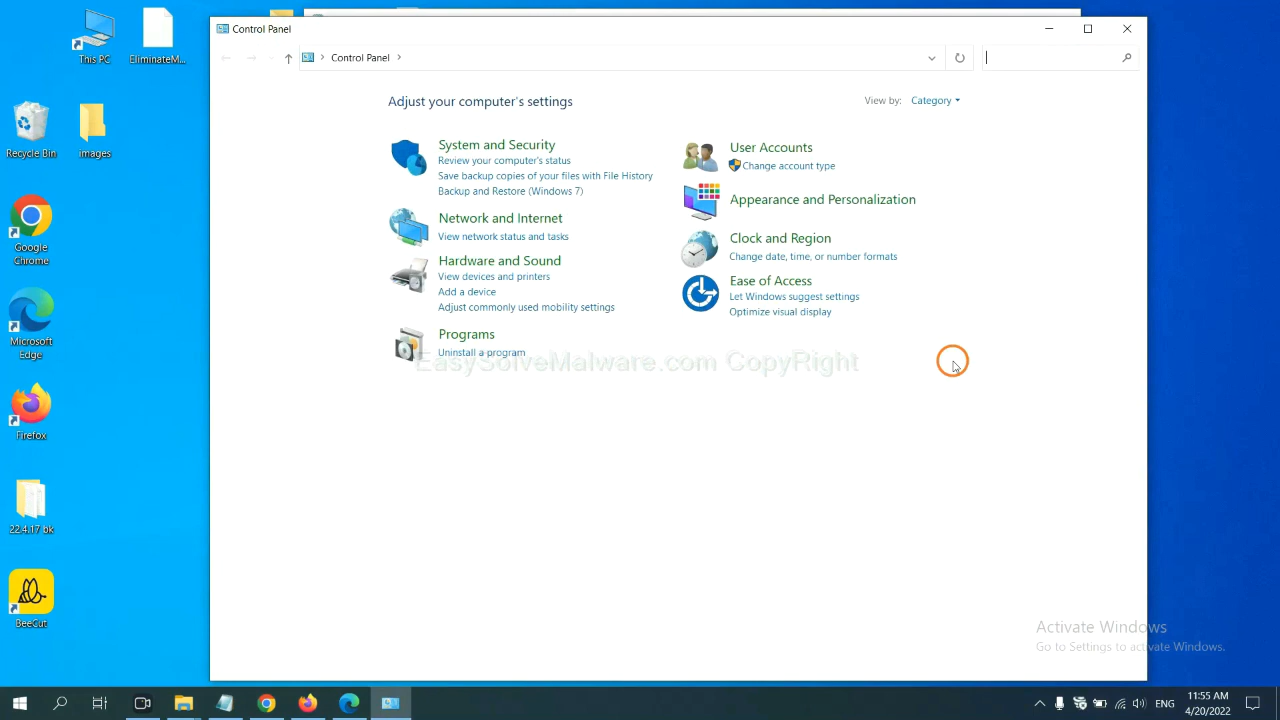 Control Panel
This PC
EliminateM...
Recycle Bin
images
Google
Chrome
Microsoft
Edge
Firefox
22.4.17 bk
BeeCut
Control Panel
Adjust your computer's settings
View by: Category
System and Security
Review your computer's status
Save backup copies of your files with File History
Backup and Restore (Windows 7)
Network and Internet
View network status and tasks
Hardware and Sound
View devices and printers
Add a device
Adjust commonly used mobility settings
Programs
Uninstall a program
User Accounts
Change account type
Appearance and Personalization
Clock and Region
Change date, time, or number formats
Ease of Access
Let Windows suggest settings
Optimize visual display
EasySolveMalware.com CopyRight
Activate Windows
Go to Settings to activate Windows.
ENG
11:55 AM
4/20/2022